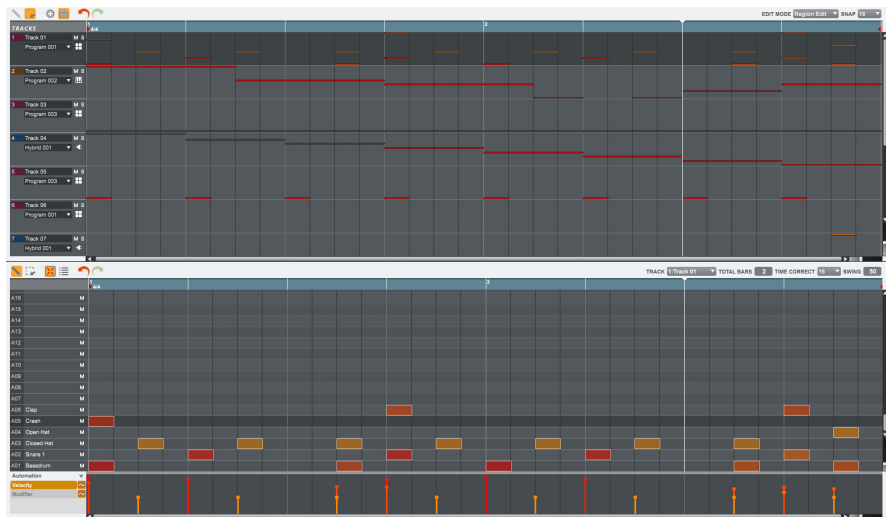 EDIT MODE Region Edit SNAP 16
TRACKS
1 2
4/4
1 Track 01 M S
Program 001
2 Track 02 M S
Program 002
3 Track 03 M S
Program 003
4 Track 04 M S
Hybrid 001
5 Track 05 M S
Program 003
6 Track 06 M S
Program 001
7 Track 07 M S
Hybrid 001
TRACK 1:Track 01 TOTAL BARS 2 TIME CORRECT 16 SWING 50
1 2
4/4
A16 M
A15 M
A14 M
A13 M
A12 M
A11 M
A10 M
A09 M
A08 M
A07 M
A06 Clap M
A05 Crash M
A04 Open Hat M
A03 Closed Hat M
A02 Snare 1 M
A01 Bassdrum M
Automation
Velocity
Modifier